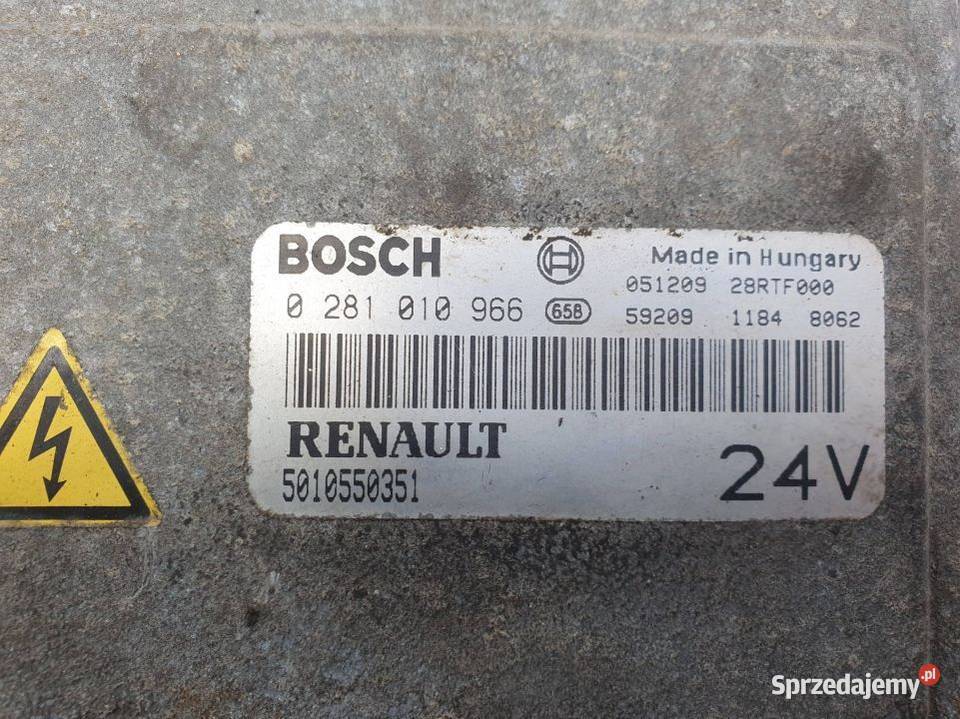 BOSCH
Made in Hungary
051209 28RTF000
0 281 010 966 658
59209 1184 8062
RENAULT
5010550351
24V
Sprzedajemy.pl